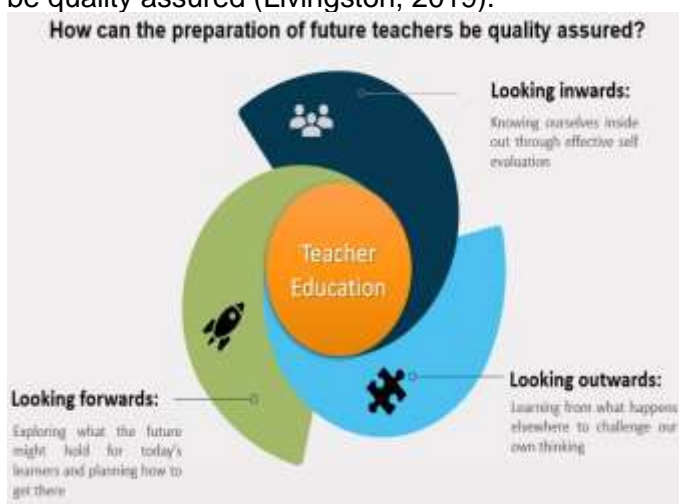 be quality assured (Livingston, 2019).
How can the preparation of future teachers be quality assured?
Looking inwards:
Knowing ourselves inside
out through effective self
evaluation
Teacher
Education
Looking outwards:
Learning from what happens
elsewhere to challenge our
own thinking
Looking forwards:
Exploring what the future
might hold for today's
learners and planning how to
get there